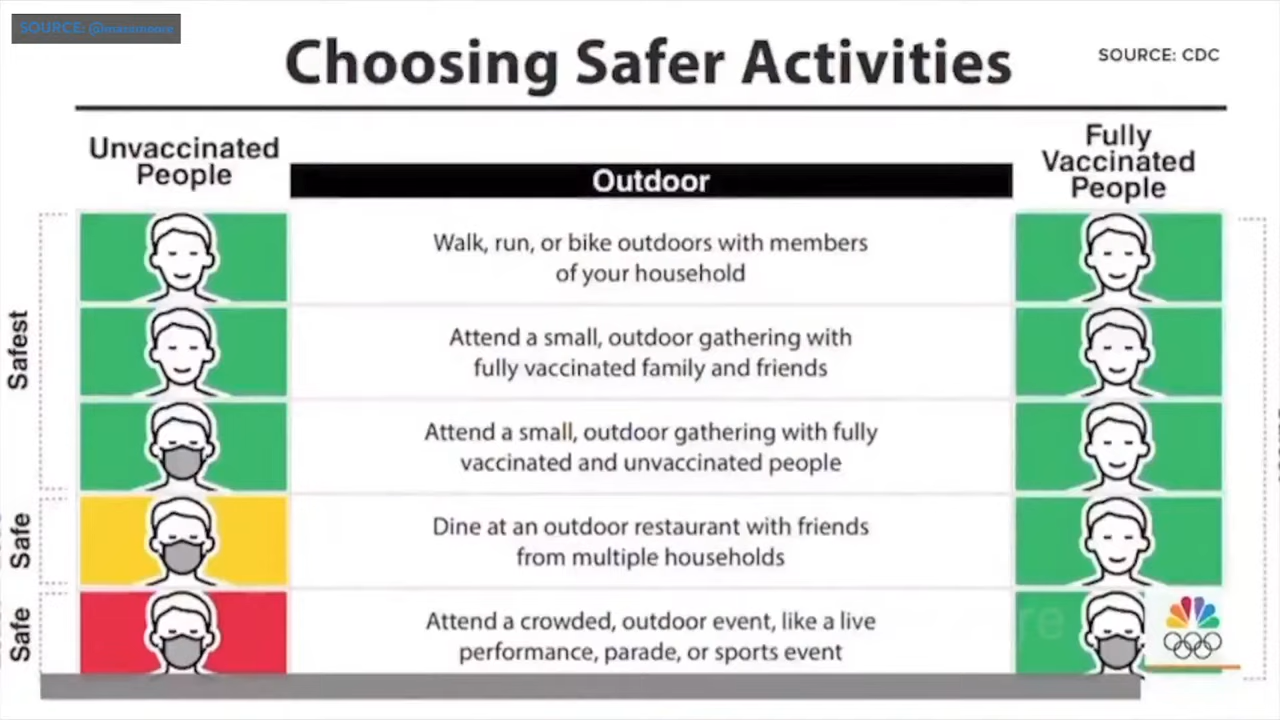 SOURCE: @maramoore
Choosing Safer Activities
SOURCE: CDC
Unvaccinated
People
Outdoor
Fully
Vaccinated
People
Walk, run, or bike outdoors with members
of your household
Attend a small, outdoor gathering with
fully vaccinated family and friends
Safest
Attend a small, outdoor gathering with fully
vaccinated and unvaccinated people
Dine at an outdoor restaurant with friends
from multiple households
Safe
Attend a crowded, outdoor event, like a live
performance, parade, or sports event
Safe
re